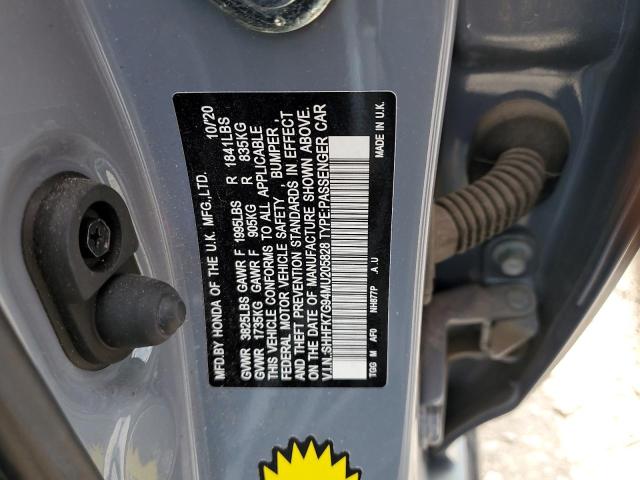 MFD.BY HONDA OF THE U.K. MFG.,LTD. 10/20
GVWR 3825LBS GAWR F 1995LBS R 1841LBS
GVWR 1735KG GAWR F 905KG R 835KG
THIS VEHICLE CONFORMS TO ALL APPLICABLE
FEDERAL MOTOR VEHICLE SAFETY , BUMPER ,
AND THEFT PREVENTION STANDARDS IN EFFECT
ON THE DATE OF MANUFACTURE SHOWN ABOVE.
V.I.N.:SHHFK7G94MU205828 TYPE:PASSENGER CAR
TGG M AF0 NH877P .A.U MADE IN U.K.